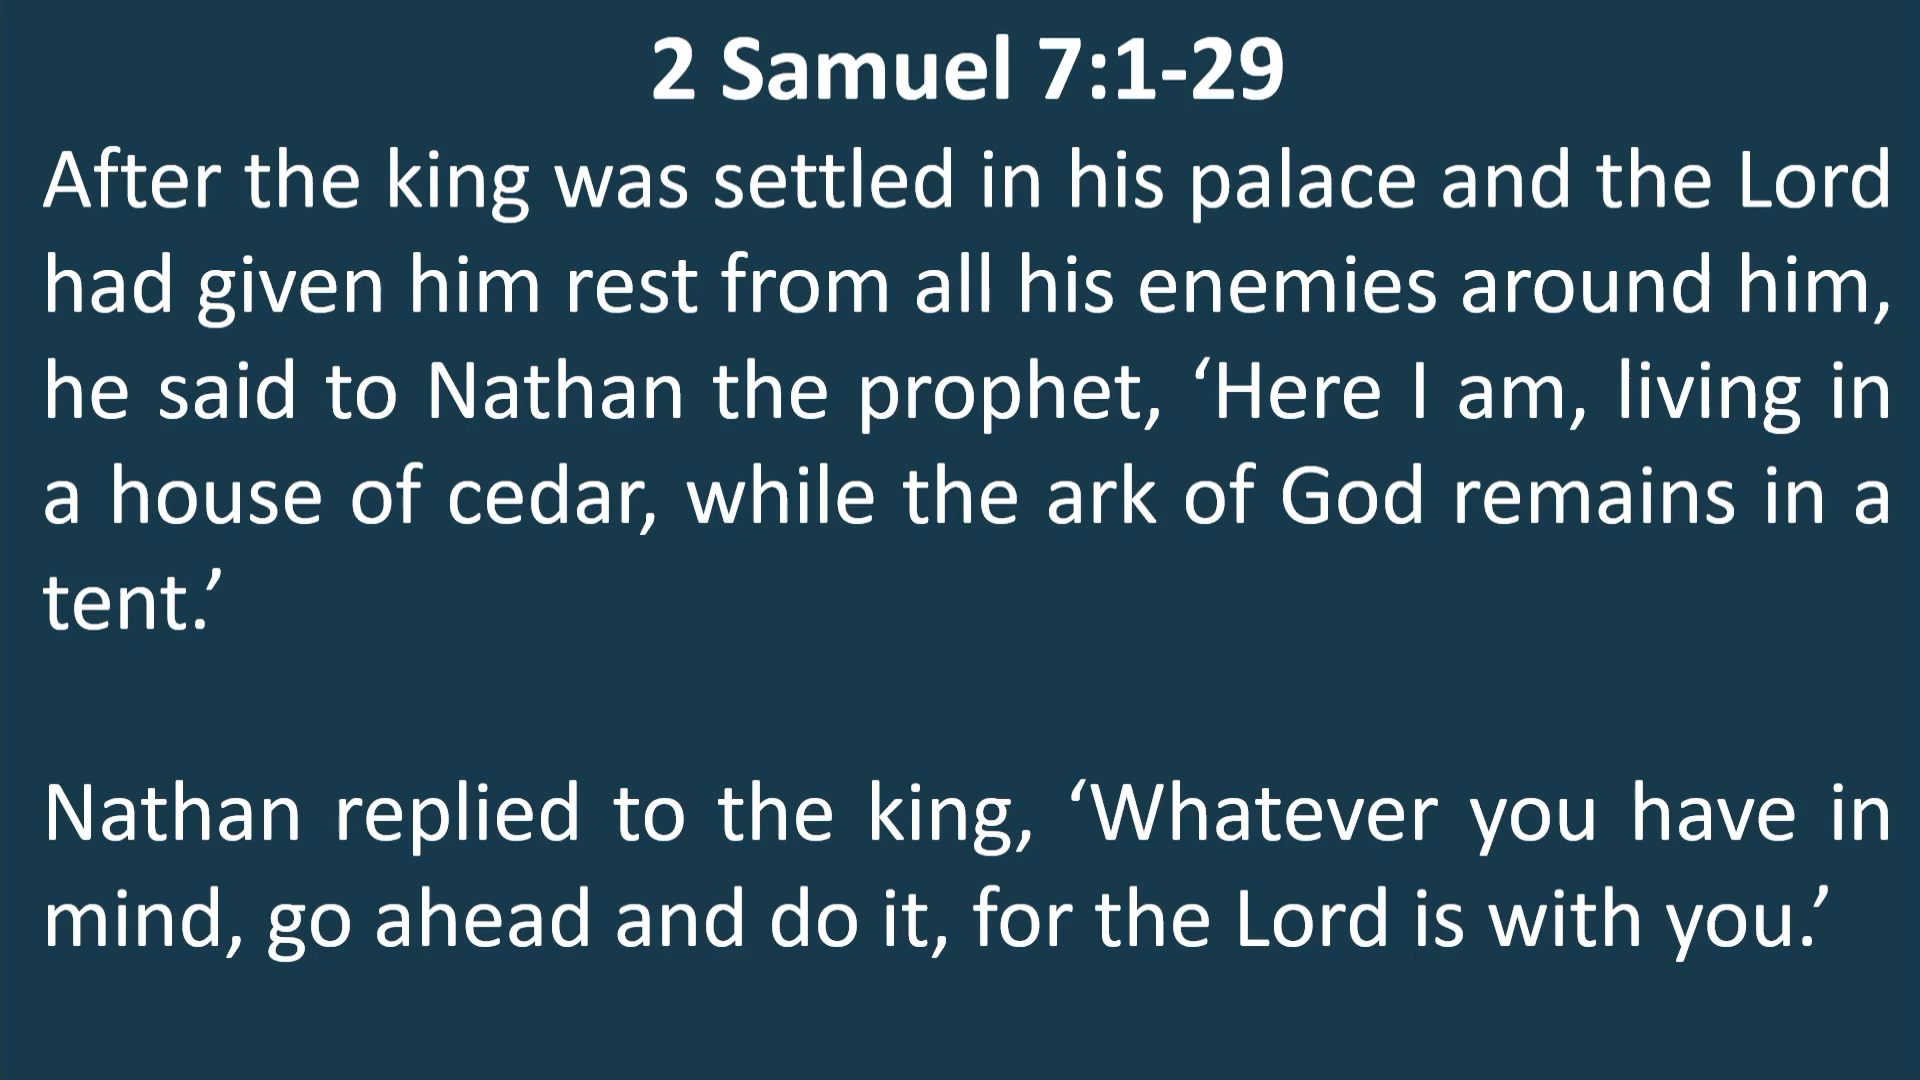 2 Samuel 7:1-29
After the king was settled in his palace and the Lord
had given him rest from all his enemies around him,
he said to Nathan the prophet, ‘Here I am, living in
a house of cedar, while the ark of God remains in a
tent.’
Nathan replied to the king, ‘Whatever you have in
mind, go ahead and do it, for the Lord is with you.’